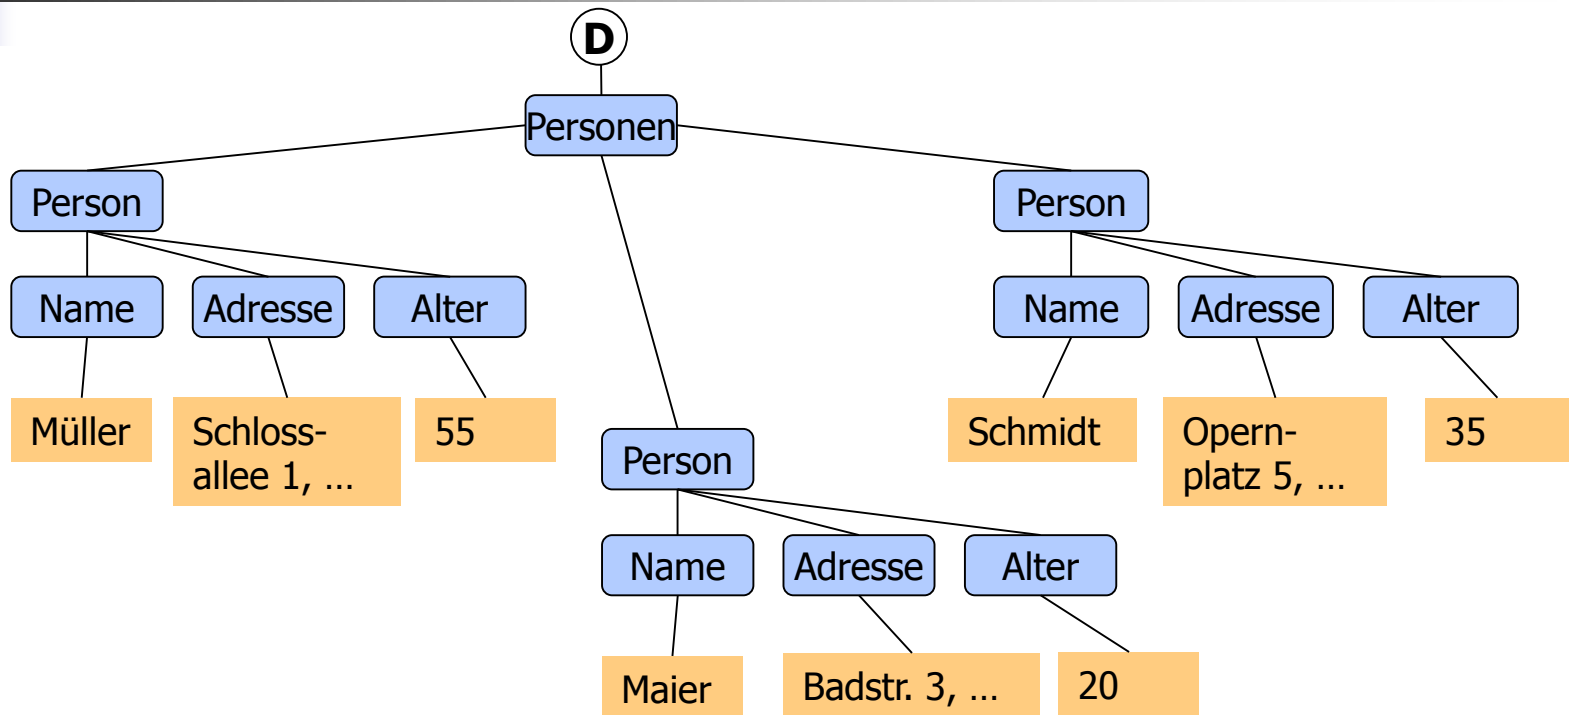 D
Personen
Person
Person
Name
Adresse
Alter
Name
Adresse
Alter
Müller
Schloss-
allee 1, …
55
Schmidt
Opern-
platz 5, …
35
Person
Name
Adresse
Alter
Maier
Badstr. 3, …
20